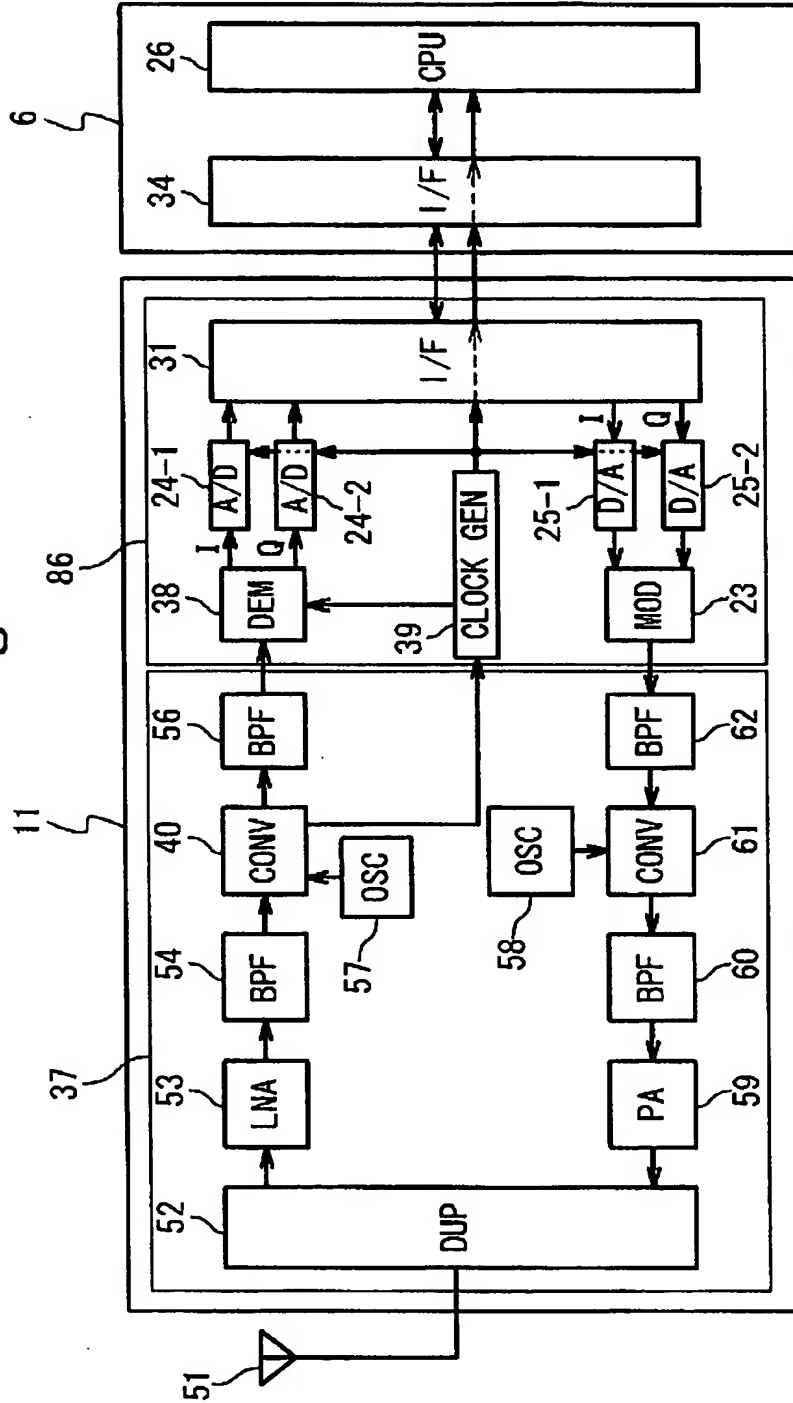 11
6
37
86
52
53
54
40
56
38
24-1
31
34
26
LNA
BPF
CONV
BPF
DEM
I
Q
A/D
A/D
24-2
57
OSC
39
CLOCK GEN
I/F
I/F
CPU
51
DUP
58
OSC
25-1
I
Q
PA
BPF
CONV
BPF
MOD
D/A
D/A
59
60
61
62
23
25-2